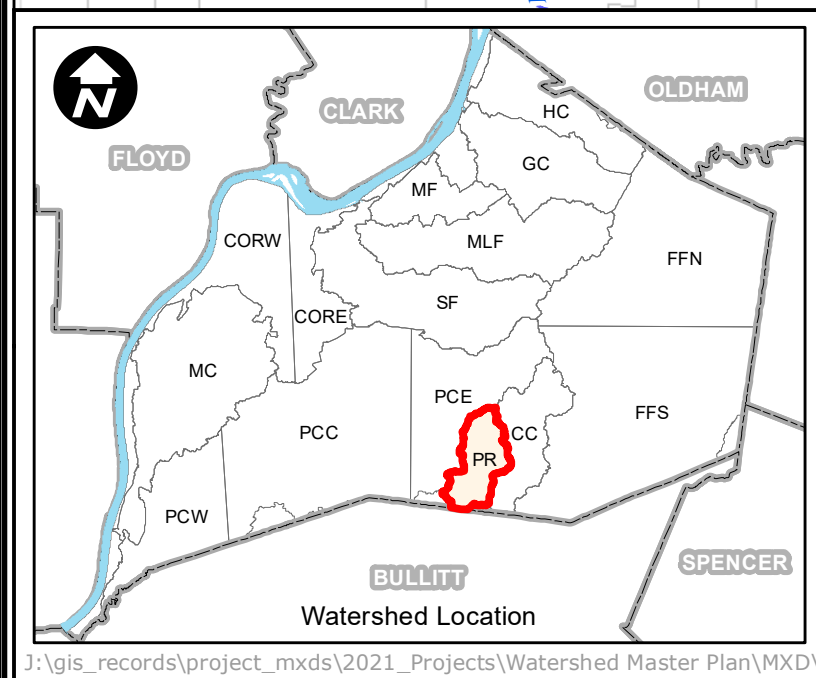 N
CLARK
OLDHAM
FLOYD
HC
GC
MF
CORW
MLF
FFN
SF
CORE
MC
PCE
FFS
PCC
CC
PR
PCW
SPENCER
BULLITT
Watershed Location
J:\gis_records\project_mxds\2021_Projects\Watershed Master Plan\MXD\